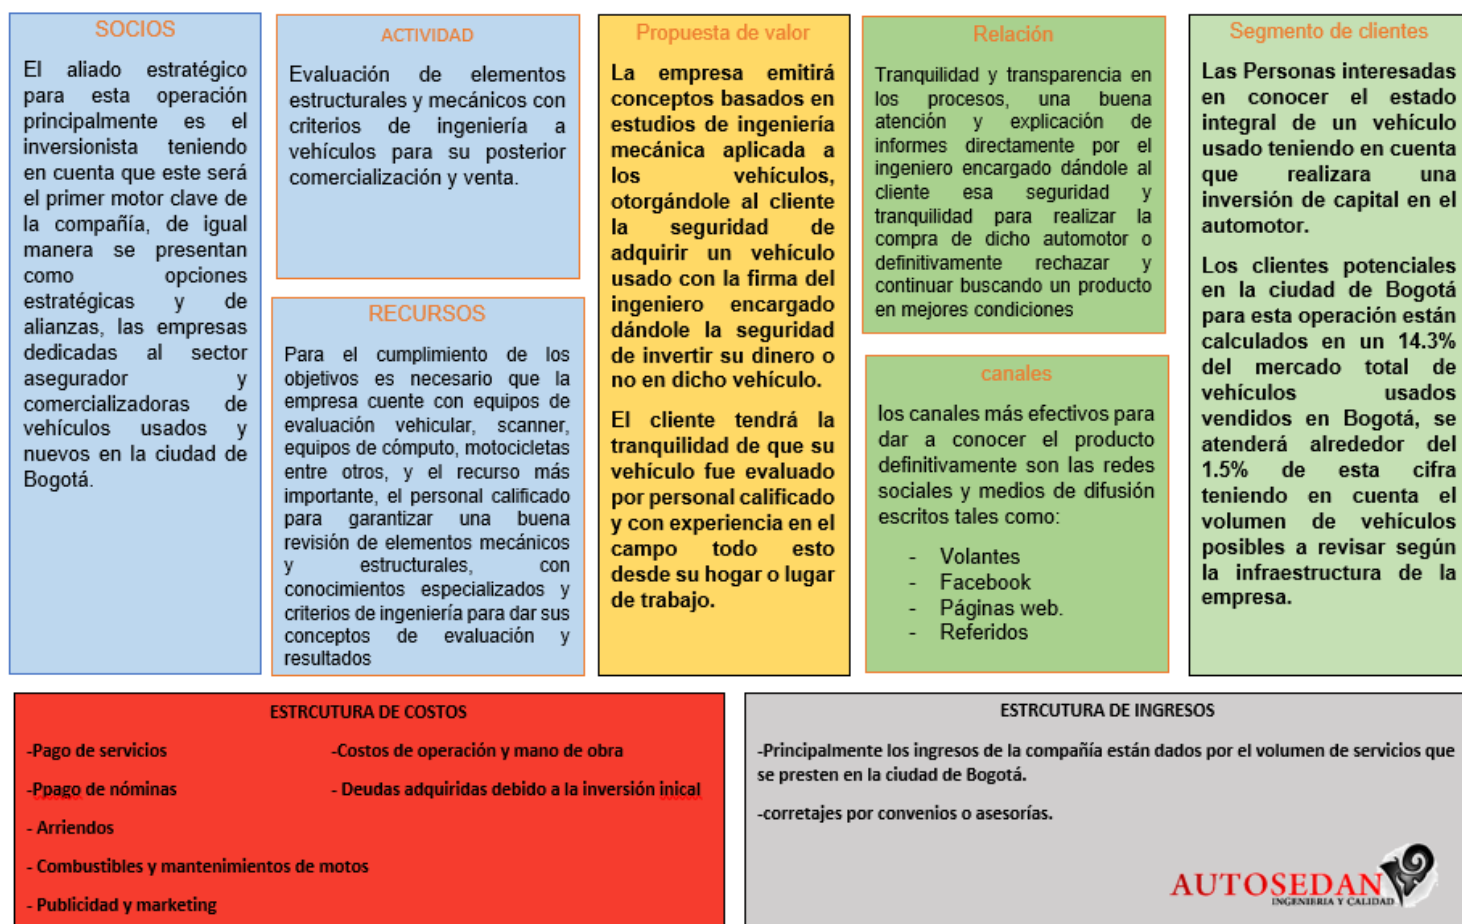 SOCIOS
El aliado estratégico
para esta operación
principalmente es el
inversionista teniendo
en cuenta que este será
el primer motor clave de
la compañía, de igual
manera se presentan
como opciones
estratégicas y de
alianzas, las empresas
dedicadas al sector
asegurador y
comercializadoras de
vehículos usados y
nuevos en la ciudad de
Bogotá.
ACTIVIDAD
Evaluación de elementos
estructurales y mecánicos con
criterios de ingeniería a
vehículos para su posterior
comercialización y venta.
RECURSOS
Para el cumplimiento de los
objetivos es necesario que la
empresa cuente con equipos de
evaluación vehicular, scanner,
equipos de cómputo, motocicletas
entre otros, y el recurso más
importante, el personal calificado
para garantizar una buena
revisión de elementos mecánicos
y estructurales, con
conocimientos especializados y
criterios de ingeniería para dar sus
conceptos de evaluación y
resultados
Propuesta de valor
La empresa emitirá
conceptos basados en
estudios de ingeniería
mecánica aplicada a
los vehículos,
otorgándole al cliente
la seguridad de
adquirir un vehículo
usado con la firma del
ingeniero encargado
dándole la seguridad
de invertir su dinero o
no en dicho vehículo.
El cliente tendrá la
tranquilidad de que su
vehículo fue evaluado
por personal calificado
y con experiencia en el
campo todo esto
desde su hogar o lugar
de trabajo.
Relación
Tranquilidad y transparencia en
los procesos, una buena
atención y explicación de
informes directamente por el
ingeniero encargado dándole al
cliente esa seguridad y
tranquilidad para realizar la
compra de dicho automotor o
definitivamente rechazar y
continuar buscando un producto
en mejores condiciones
canales
los canales más efectivos para
dar a conocer el producto
definitivamente son las redes
sociales y medios de difusión
escritos tales como:
- Volantes
- Facebook
- Páginas web.
- Referidos
Segmento de clientes
Las Personas interesadas
en conocer el estado
integral de un vehículo
usado teniendo en cuenta
que realizara una
inversión de capital en el
automotor.
Los clientes potenciales
en la ciudad de Bogotá
para esta operación están
calculados en un 14.3%
del mercado total de
vehículos usados
vendidos en Bogotá, se
atenderá alrededor del
1.5% de esta cifra
teniendo en cuenta el
volumen de vehículos
posibles a revisar según
la infraestructura de la
empresa.
ESTRCUTURA DE COSTOS
-Pago de servicios
-Costos de operación y mano de obra
-Ppago de nóminas
- Deudas adquiridas debido a la inversión inical
- Arriendos
- Combustibles y mantenimientos de motos
- Publicidad y marketing
ESTRCUTURA DE INGRESOS
-Principalmente los ingresos de la compañía están dados por el volumen de servicios que
se presten en la ciudad de Bogotá.
-corretajes por convenios o asesorías.
AUTOSEDAN
INGENIERIA Y CALIDAD